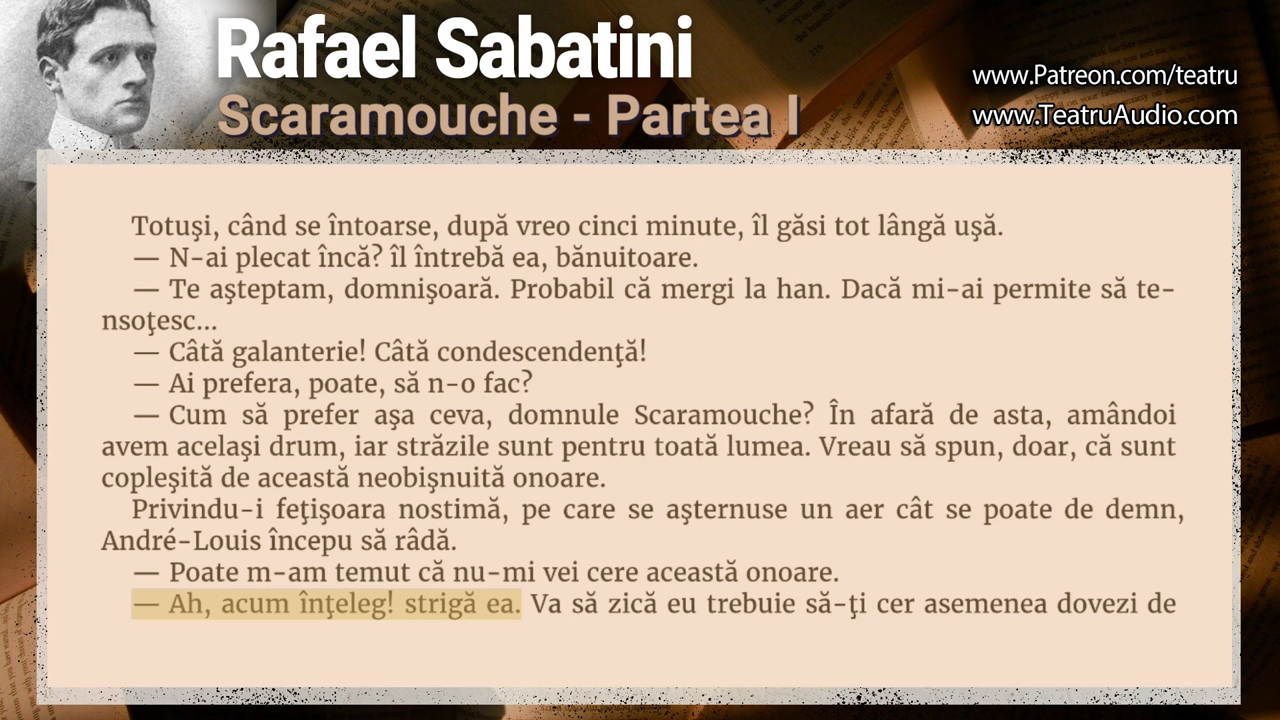 Rafael Sabatini
Scaramouche - Partea I
www.Patreon.com/teatru
www.TeatruAudio.com
Totuşi, când se întoarse, după vreo cinci minute, îl găsi tot lângă uşă.
— N-ai plecat încă? îl întrebă ea, bănuitoare.
— Te aşteptam, domnişoară. Probabil că mergi la han. Dacă mi-ai permite să te-
nsoţesc...
— Câtă galanterie! Câtă condescendenţă!
— Ai prefera, poate, să n-o fac?
— Cum să prefer aşa ceva, domnule Scaramouche? În afară de asta, amândoi
avem acelaşi drum, iar străzile sunt pentru toată lumea. Vreau să spun, doar, că sunt
copleşită de această neobişnuită onoare.
Privindu-i feţişoara nostimă, pe care se aşternuse un aer cât se poate de demn,
André-Louis începu să râdă.
— Poate m-am temut că nu-mi vei cere această onoare.
— Ah, acum înţeleg! strigă ea. Va să zică eu trebuie să-ţi cer asemenea dovezi de